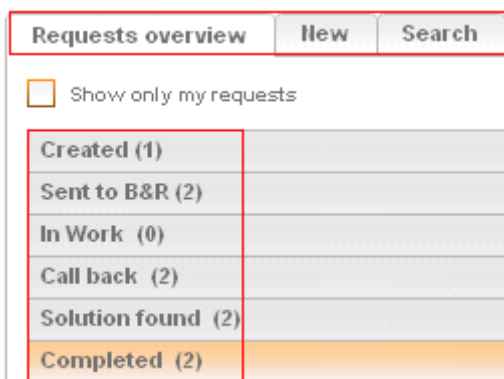 Requests overview New Search
Show only my requests
Created (1)
Sent to B&R (2)
In Work (0)
Call back (2)
Solution found (2)
Completed (2)